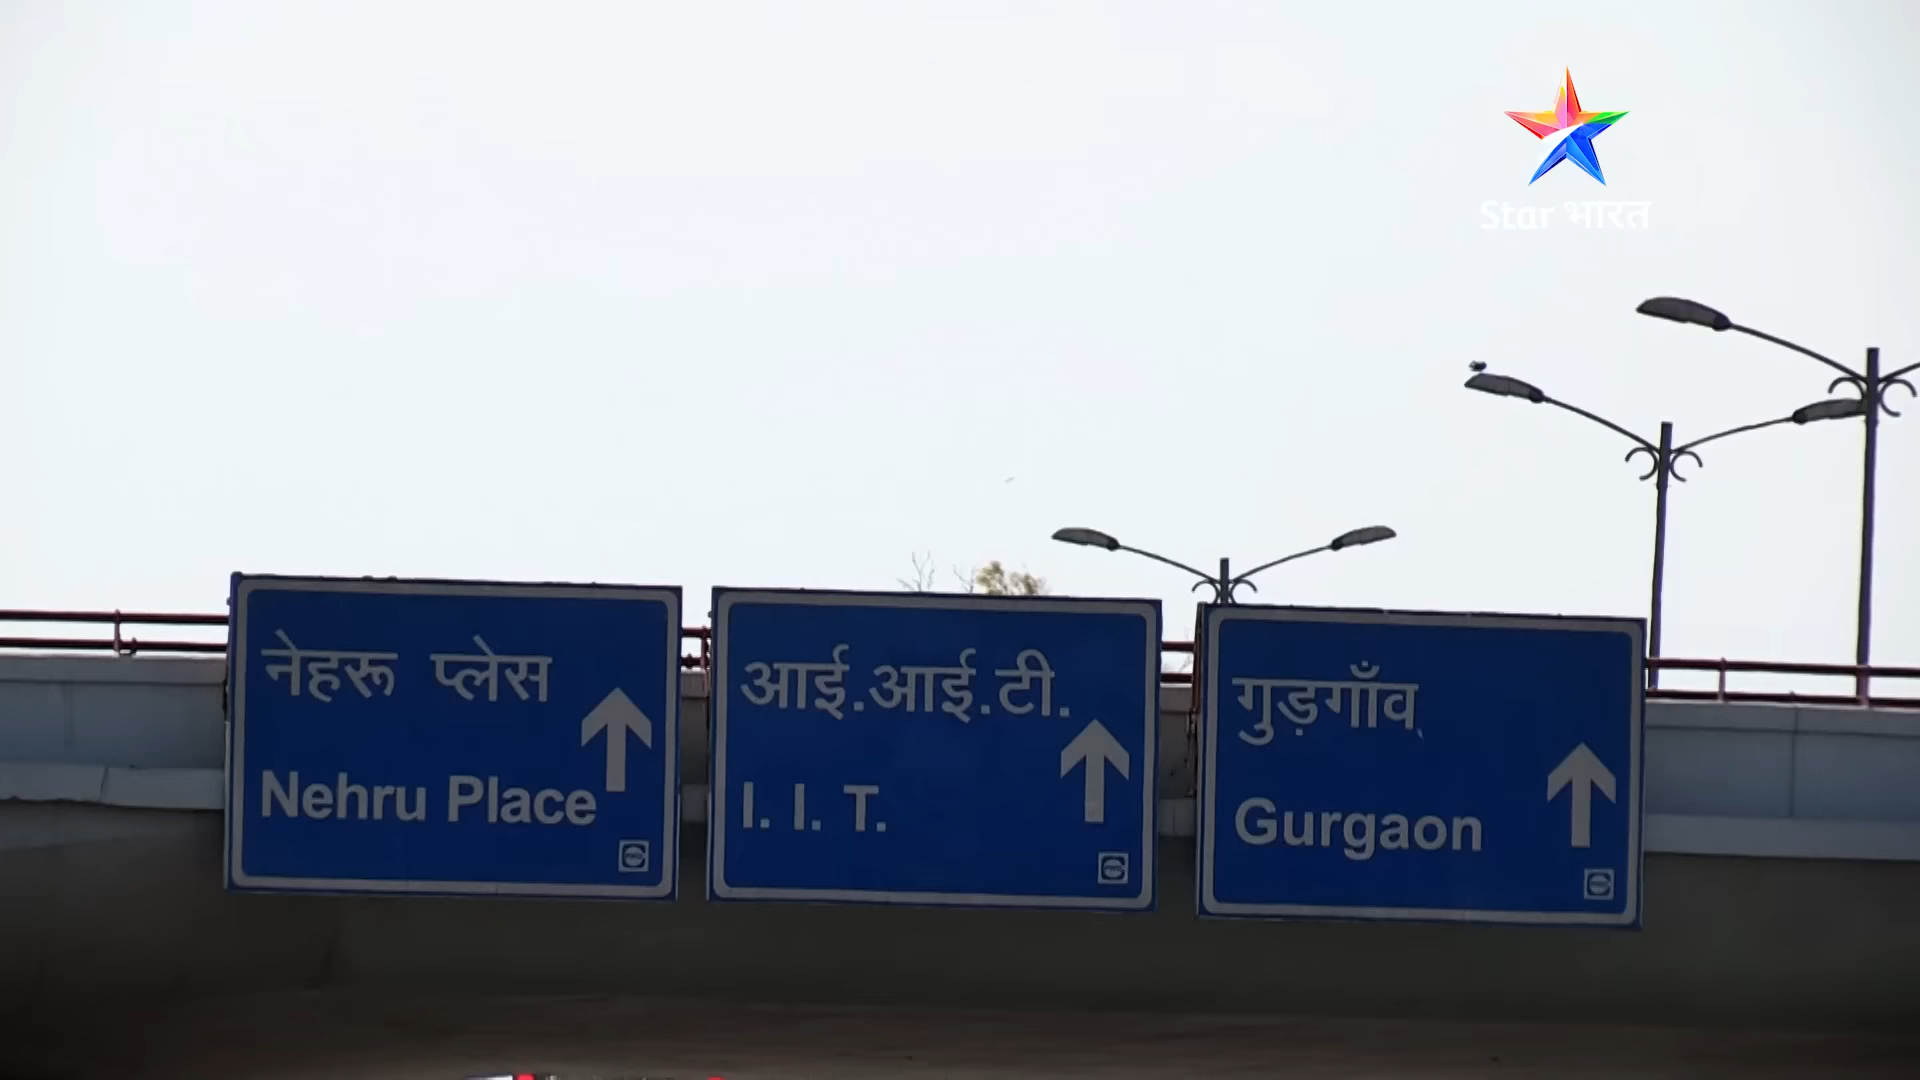 Star भारत
नेहरू प्लेस
Nehru Place
आई.आई.टी.
I. I. T.
गुड़गाँव
Gurgaon